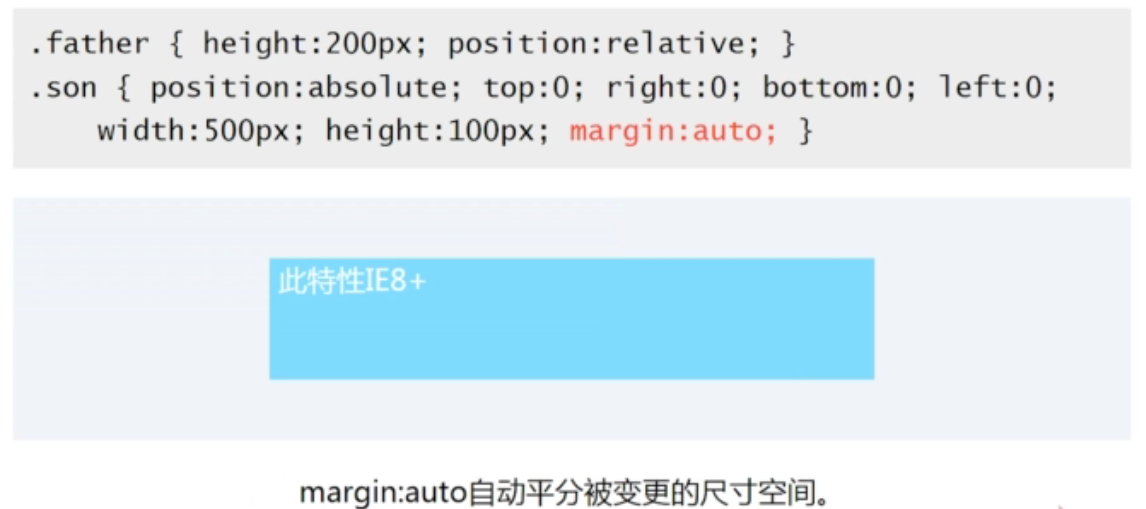 .father { height:200px; position:relative; }
.son { position:absolute; top:0; right:0; bottom:0; left:0;
width:500px; height:100px; margin:auto; }
此特性IE8+
margin:auto自动平分被变更的尺寸空间。